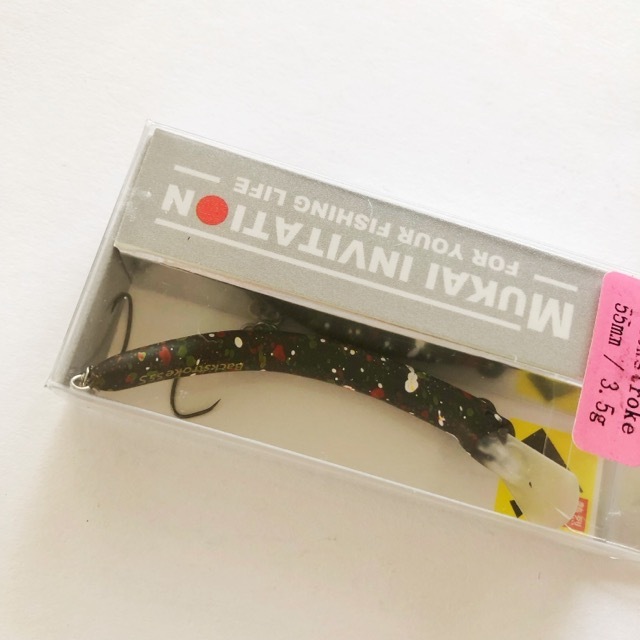 MUKAI INVITATION
FOR YOUR FISHING LIFE
55mm / 3.5g